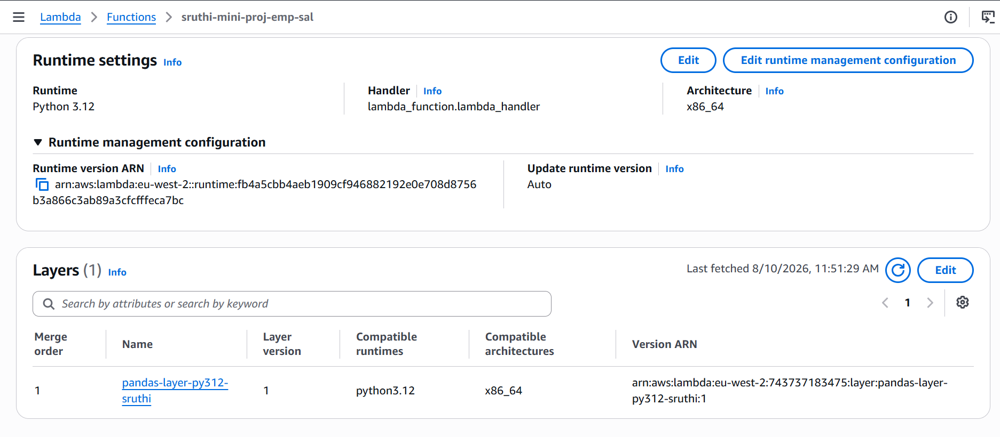 Lambda > Functions > sruthi-mini-proj-emp-sal
Runtime settings Info
Edit
Edit runtime management configuration
Runtime
Python 3.12
Handler Info
lambda_function.lambda_handler
Architecture Info
x86_64
Runtime management configuration
Runtime version ARN Info
arn:aws:lambda:eu-west-2::runtime:fb4a5cbb4aeb1909cf946882192e0e708d8756
b3a866c3ab89a3cfcfffeca7bc
Update runtime version Info
Auto
Layers (1) Info
Last fetched 8/10/2026, 11:51:29 AM
Edit
Search by attributes or search by keyword
1
Merge
order
Name
Layer
version
Compatible
runtimes
Compatible
architectures
Version ARN
1
pandas-layer-py312-
sruthi
1
python3.12
x86_64
arn:aws:lambda:eu-west-2:743737183475:layer:pandas-layer-
py312-sruthi:1